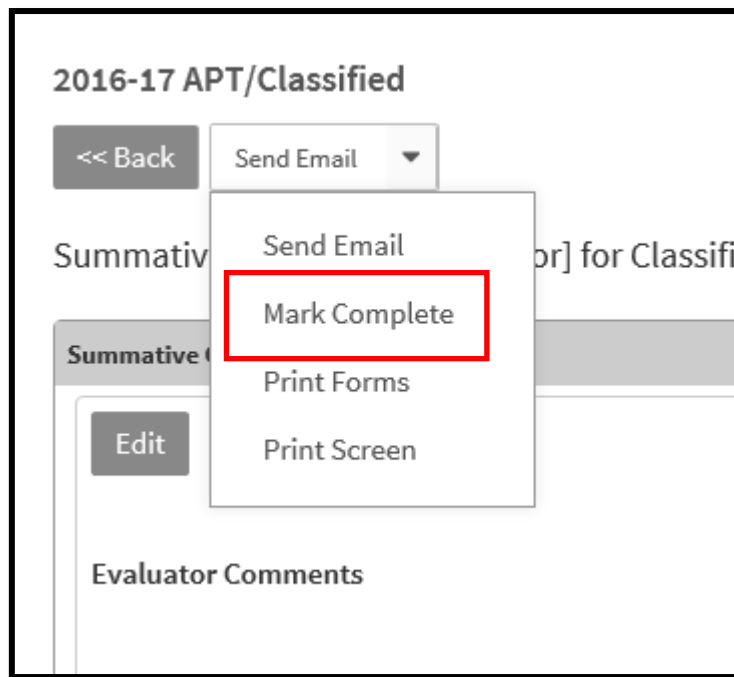 2016-17 APT/Classified
<< Back Send Email
Send Email
Summativ or] for Classifi
Mark Complete
Summative
Print Forms
Edit
Print Screen
Evaluator Comments